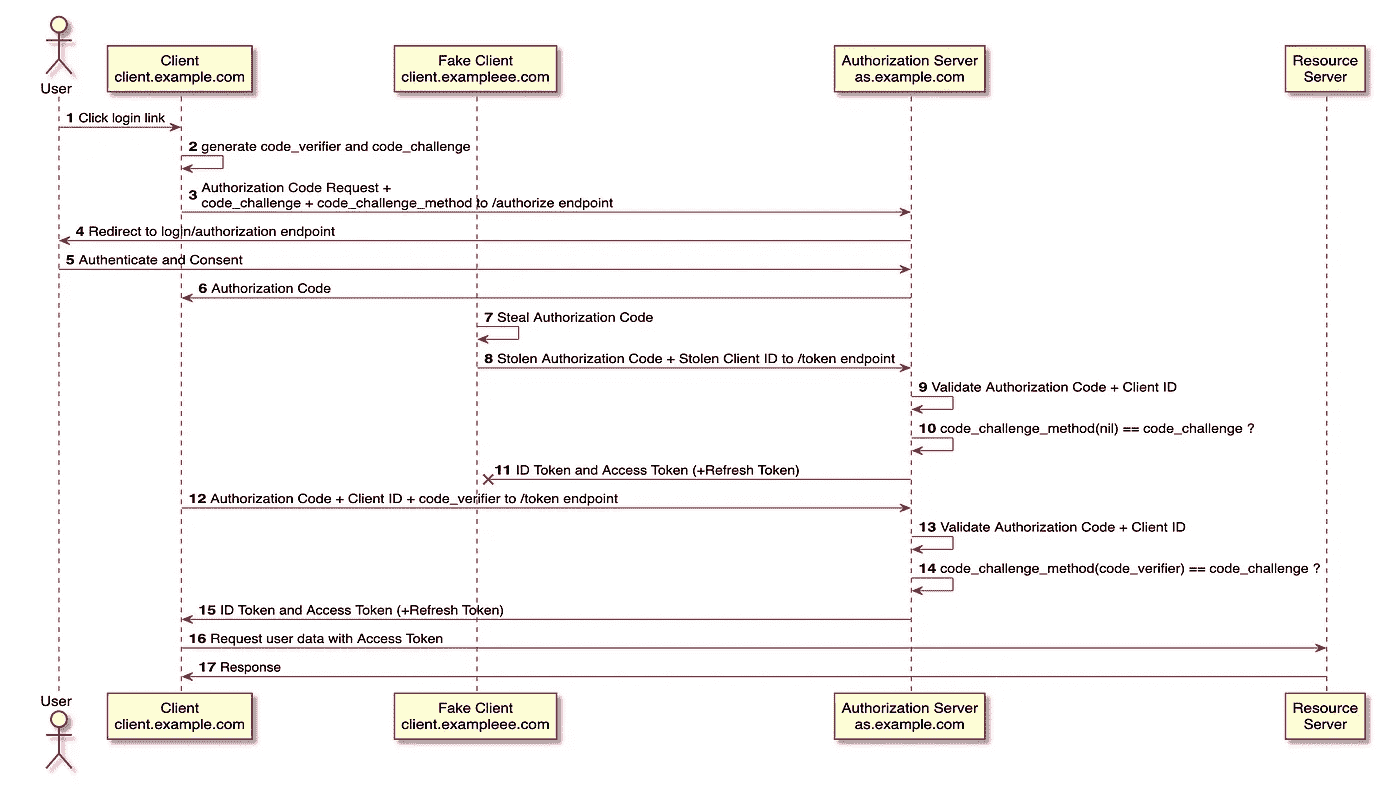 User
Client
client.example.com
Fake Client
client.exampleee.com
Authorization Server
as.example.com
Resource
Server
1 Click login link
2 generate code_verifier and code_challenge
3 Authorization Code Request +
code_challenge + code_challenge_method to /authorize endpoint
4 Redirect to login/authorization endpoint
5 Authenticate and Consent
6 Authorization Code
7 Steal Authorization Code
8 Stolen Authorization Code + Stolen Client ID to /token endpoint
9 Validate Authorization Code + Client ID
10 code_challenge_method(nil) == code_challenge ?
11 ID Token and Access Token (+Refresh Token)
12 Authorization Code + Client ID + code_verifier to /token endpoint
13 Validate Authorization Code + Client ID
14 code_challenge_method(code_verifier) == code_challenge ?
15 ID Token and Access Token (+Refresh Token)
16 Request user data with Access Token
17 Response
User
Client
client.example.com
Fake Client
client.exampleee.com
Authorization Server
as.example.com
Resource
Server